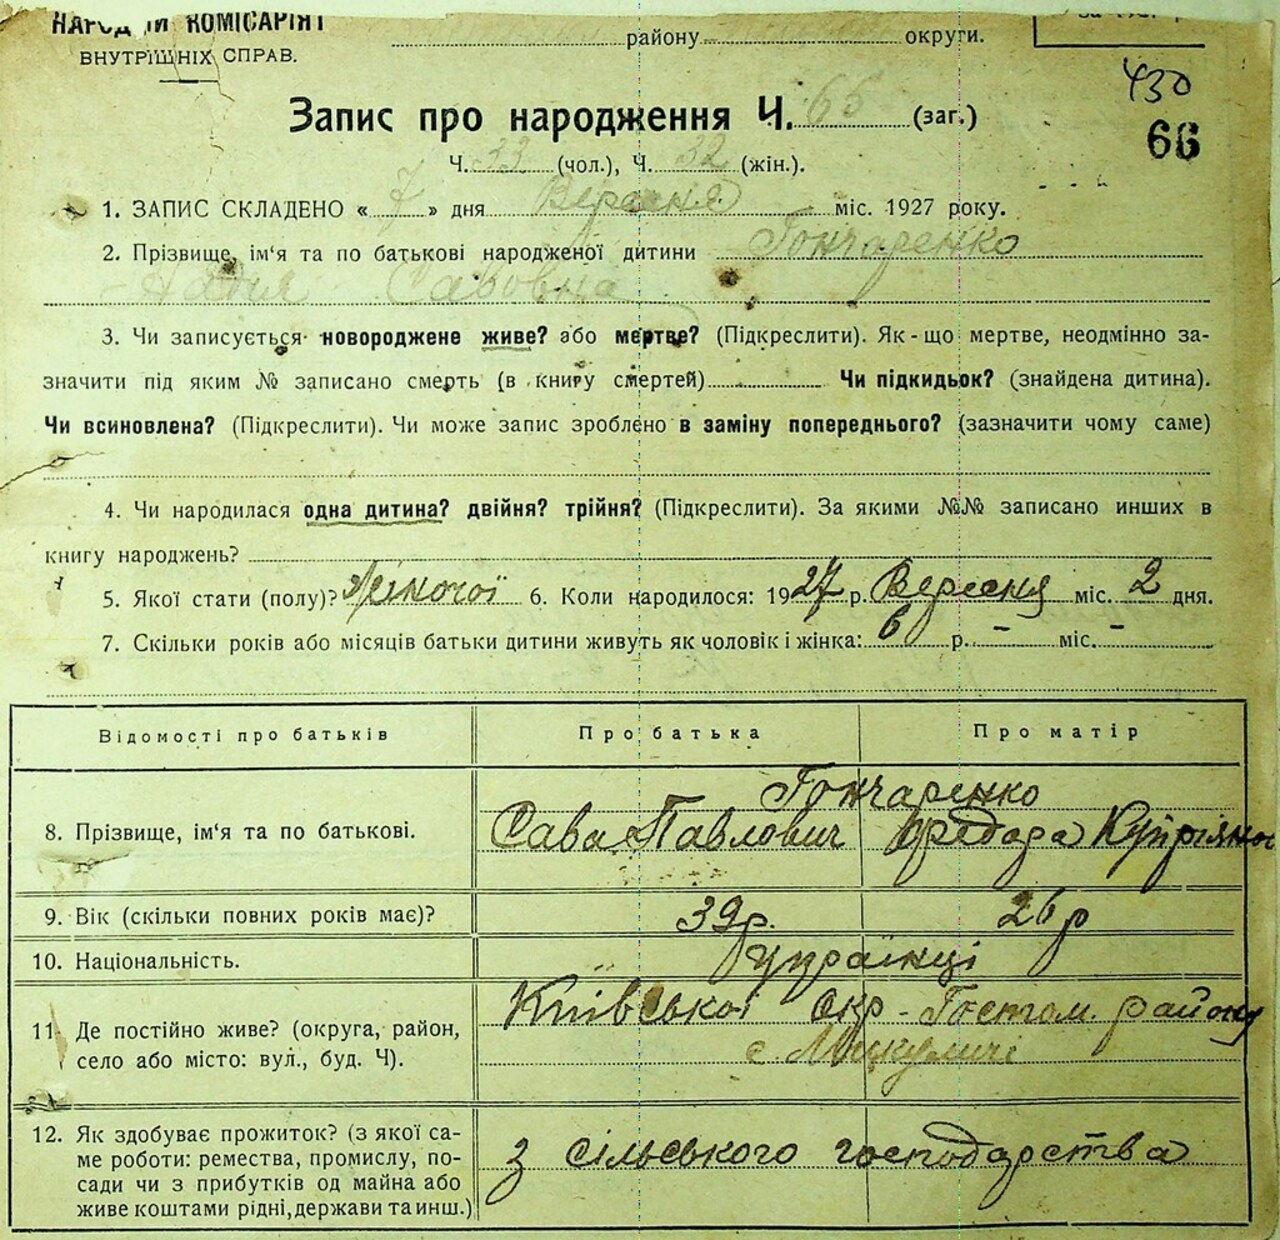 НАРОД КОМІСАРІЯТ
ВНУТРІШНІХ СПРАВ.
району округи.
430
66
Запис про народження Ч. 65 (заг.)
Ч. 33 (чол.), Ч. 32 (жін.).
1. ЗАПИС СКЛАДЕНО « 7 » дня Вересня міс. 1927 року.
2. Прізвище, ім'я та по батькові народженої дитини Гончаренко
Надія Савовна
3. Чи записується новороджене живе? або мертве? (Підкреслити). Як-що мертве, неодмінно за-
значити під яким № записано смерть (в книгу смертей) Чи підкидьок? (знайдена дитина).
Чи всиновлена? (Підкреслити). Чи може запис зроблено в заміну попереднього? (зазначити чому саме)
4. Чи народилася одна дитина? двійня? трійня? (Підкреслити). За якими №№ записано инших в
книгу народжень?
5. Якої стати (полу)? Жіночої 6. Коли народилося: 1927 р. Вересня міс. 2 дня.
7. Скільки років або місяців батьки дитини живуть як чоловік і жінка: 6 р. - міс. -
Відомості про батьків Про батька Про матір
Гончаренко
8. Прізвище, ім'я та по батькові. Сава Павлович
9. Вік (скільки повних років має)? 39 р. 26 р
10. Національність. українці
11. Де постійно живе? (округа, район, Київської Окр - Гостом. району
село або місто: вул., буд. Ч). с. Микуличі
12. Як здобуває прожиток? (з якої са-
ме роботи: ремества, промислу, по- з сільського господарства
сади чи з прибутків од майна або
живе коштами рідні, держави та инш.)